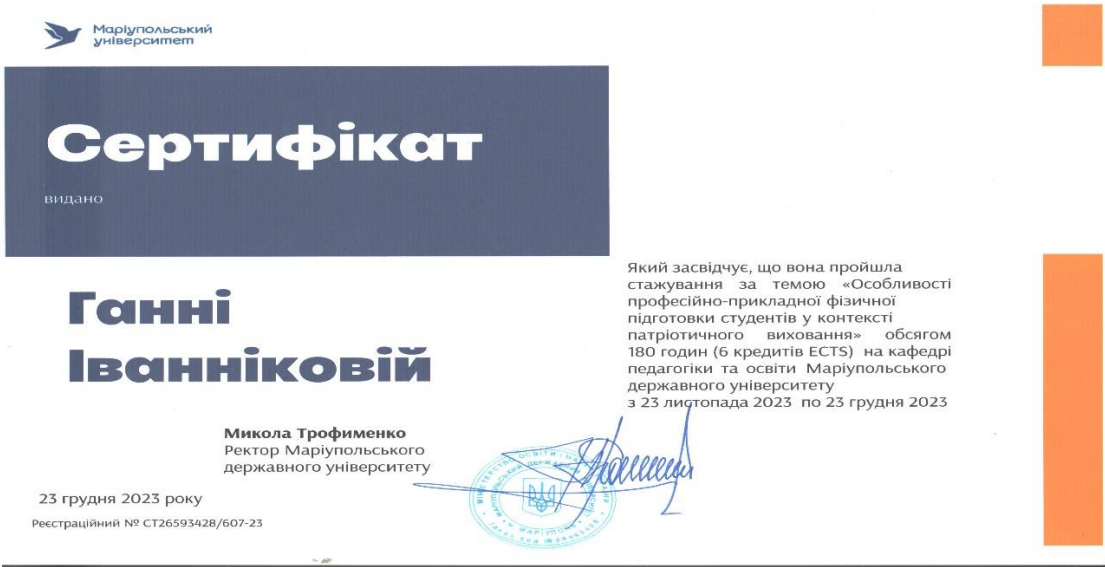 Маріупольський
університет
Сертифікат
видано
Ганні
Іванніковій
Який засвідчує, що вона пройшла
стажування за темою «Особливості
професійно-прикладної фізичної
підготовки студентів у контексті
патріотичного виховання» обсягом
180 годин (6 кредитів ECTS) на кафедрі
педагогіки та освіти Маріупольського
державного університету
з 23 листопада 2023 по 23 грудня 2023
Микола Трофименко
Ректор Маріупольського
державного університету
23 грудня 2023 року
Реєстраційний № СТ26593428/607-23